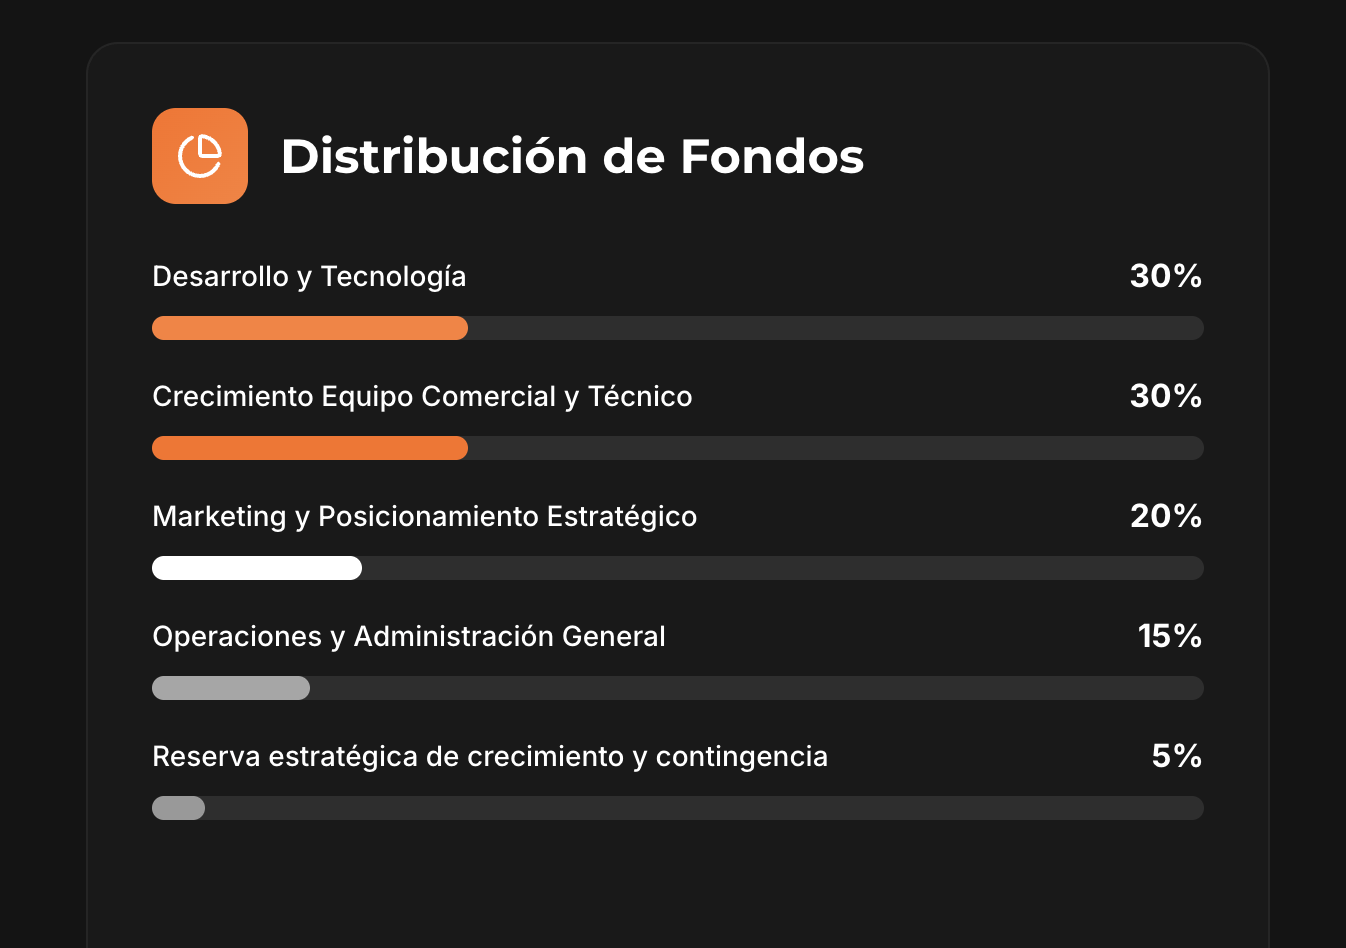 Distribución de Fondos
Desarrollo y Tecnología 30%
Crecimiento Equipo Comercial y Técnico 30%
Marketing y Posicionamiento Estratégico 20%
Operaciones y Administración General 15%
Reserva estratégica de crecimiento y contingencia 5%